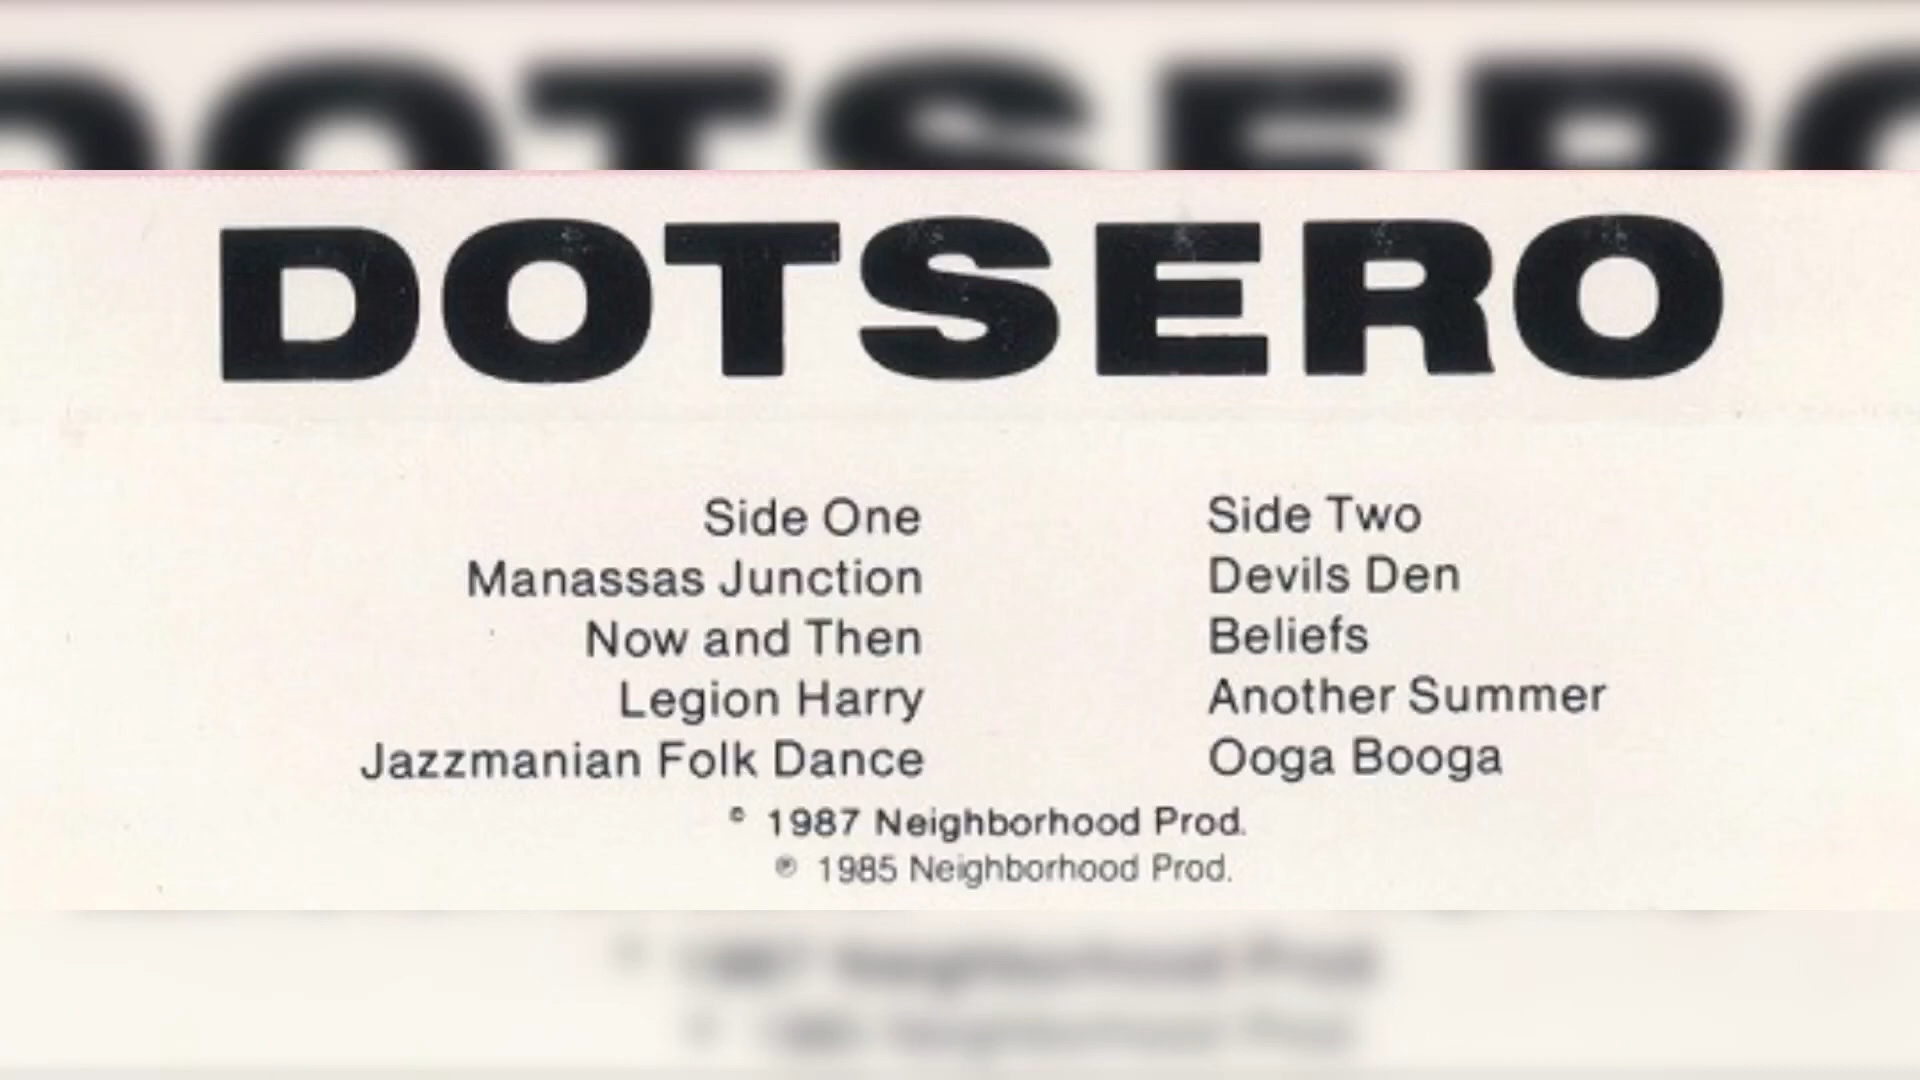 DOTSERO
Side One
Manassas Junction
Now and Then
Legion Harry
Jazzmanian Folk Dance
Side Two
Devils Den
Beliefs
Another Summer
Ooga Booga
© 1987 Neighborhood Prod.
℗ 1985 Neighborhood Prod.